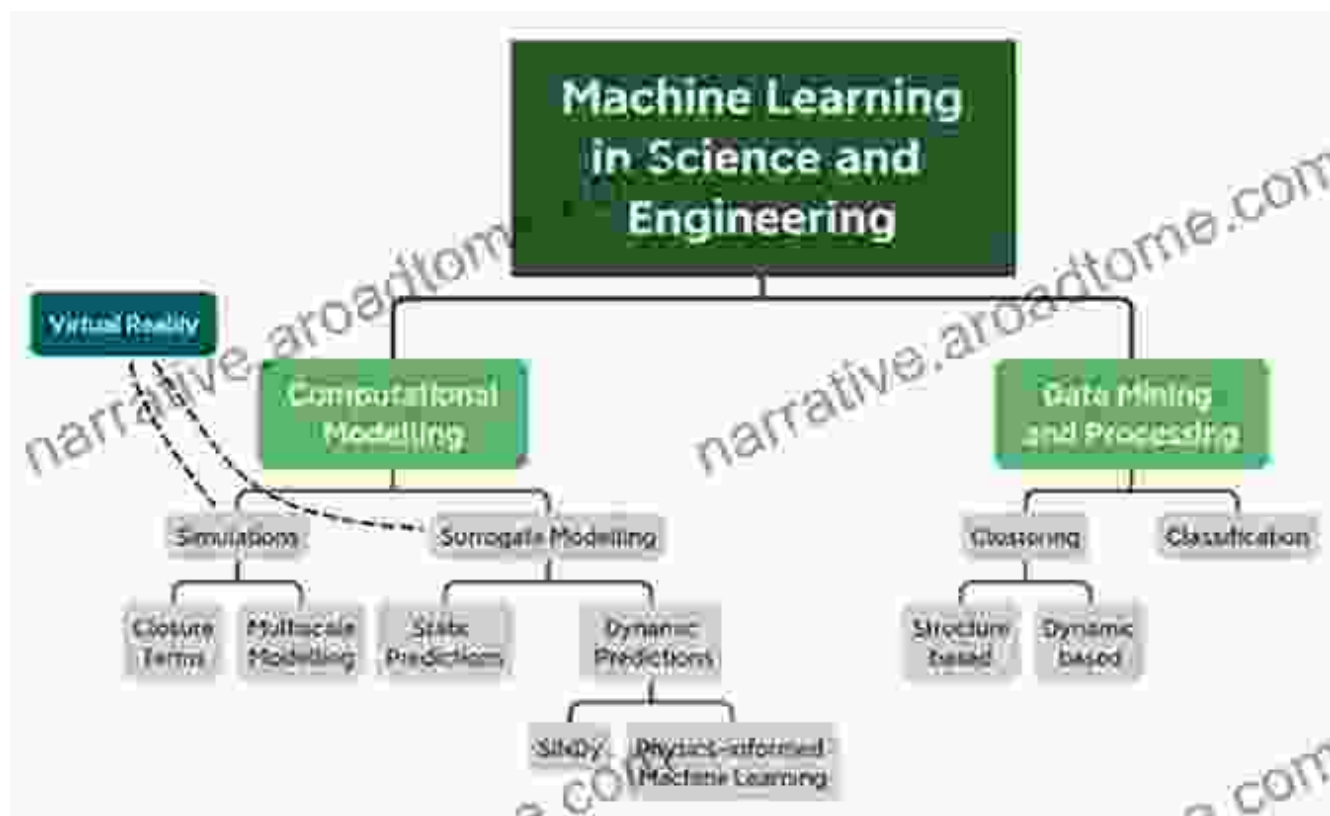 Machine Learning
in Science and
Engineering
Virtual Reality
Computational
Modelling
Data Mining
and Processing
Simulations
Surrogate Modelling
Clustering
Classification
Closure
Terms
Multiscale
Modelling
Static
Predictions
Dynamic
Predictions
Structure
based
Dynamic
based
SINDy
Physics-informed
Machine Learning
narrative.aroadtome.com
narrative.aroadtome.com
e.com
e.com